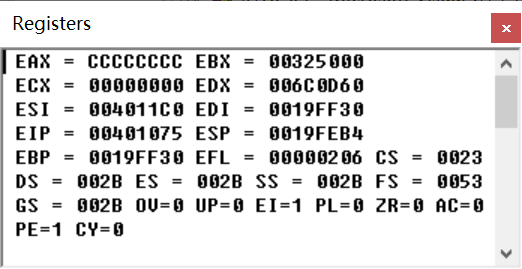 Registers
EAX = CCCCCCCC EBX = 00325000
ECX = 00000000 EDX = 006C0D60
ESI = 004011C0 EDI = 0019FF30
EIP = 00401075 ESP = 0019FEB4
EBP = 0019FF30 EFL = 00000206 CS = 0023
DS = 002B ES = 002B SS = 002B FS = 0053
GS = 002B OV=0 UP=0 EI=1 PL=0 ZR=0 AC=0
PE=1 CY=0